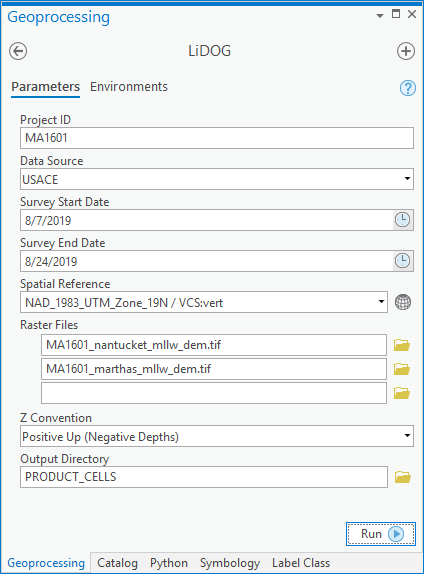 Geoprocessing
LiDOG
Parameters Environments
Project ID
MA1601
Data Source
USACE
Survey Start Date
8/7/2019
Survey End Date
8/24/2019
Spatial Reference
NAD_1983_UTM_Zone_19N / VCS:vert
Raster Files
MA1601_nantucket_mllw_dem.tif
MA1601_marthas_mllw_dem.tif
Z Convention
Positive Up (Negative Depths)
Output Directory
PRODUCT_CELLS
Run
Geoprocessing Catalog Python Symbology Label Class